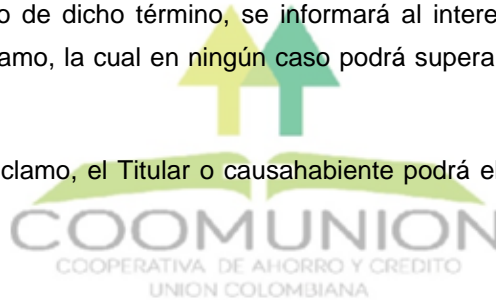 o de dicho término, se informará al intere
amo, la cual en ningún caso podrá supera
clamo, el Titular o causahabiente podrá el
COOMUNION
COOPERATIVA DE AHORRO Y CREDITO
UNION COLOMBIANA